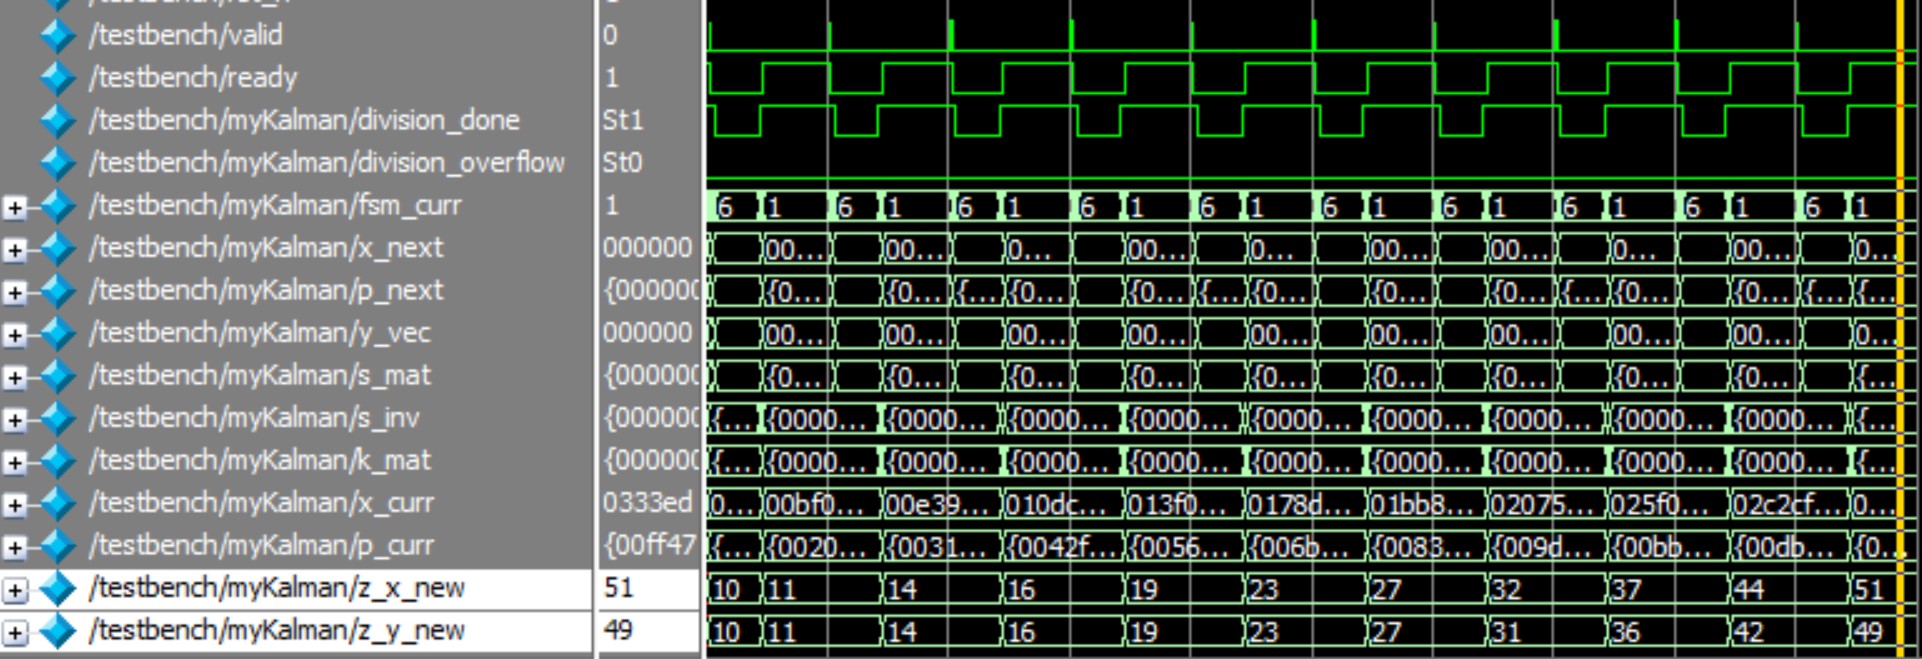 /testbench/valid 0
/testbench/ready 1
/testbench/myKalman/division_done St1
/testbench/myKalman/division_overflow St0
/testbench/myKalman/fsm_curr 1 6 1 6 1 6 1 6 1 6 1 6 1 6 1 6 1 6 1 6 1
/testbench/myKalman/x_next 000000 00... 00... 0... 00... 0... 00... 00... 0... 00... 0...
/testbench/myKalman/p_next {000000 {0... {0... {... {0... {0... {... {0... {0... {0... {... {0... {0... {... {...
/testbench/myKalman/y_vec 000000 00... 00... 00... 00... 00... 00... 00... 00... 00... 0...
/testbench/myKalman/s_mat {000000 {0... {0... {0... {0... {0... {0... {0... {0... {0... {...
/testbench/myKalman/s_inv {000000 {... {0000... {0000... {0000... {0000... {0000... {0000... {0000... {0000... {0000... {...
/testbench/myKalman/k_mat {000000 {... {0000... {0000... {0000... {0000... {0000... {0000... {0000... {0000... {0000... {...
/testbench/myKalman/x_curr 0333ed 0... 00bf0... 00e39... 010dc... 013f0... 0178d... 01bb8... 02075... 025f0... 02c2cf... 0...
/testbench/myKalman/p_curr {00ff47 {... {0020... {0031... {0042f... {0056... {006b... {0083... {009d... {00bb... {00db... {0...
/testbench/myKalman/z_x_new 51 10 11 14 16 19 23 27 32 37 44 51
/testbench/myKalman/z_y_new 49 10 11 14 16 19 23 27 31 36 42 49